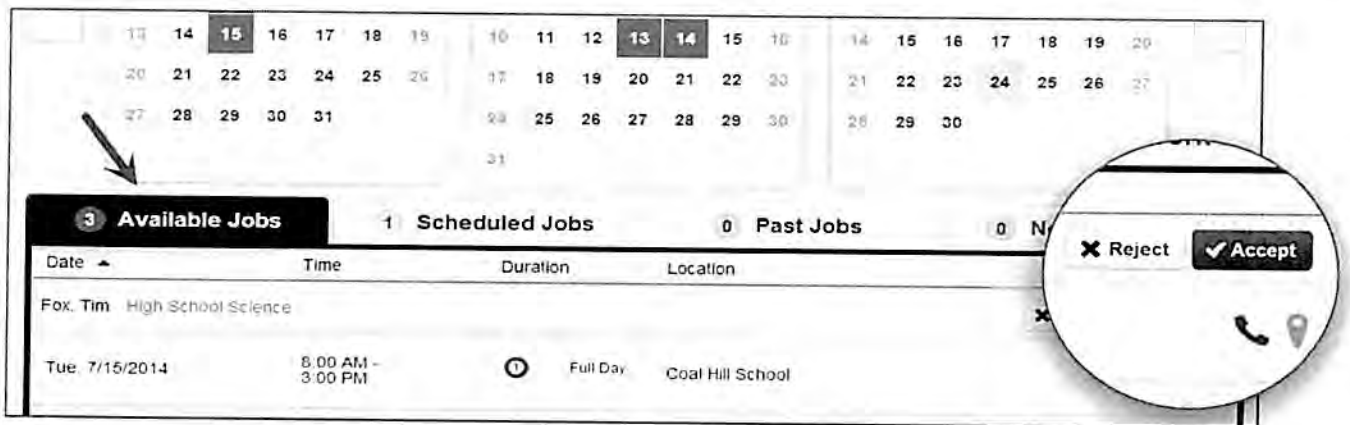 13 14 15 16 17 18 19 10 11 12 13 14 15 16 14 15 16 17 18 19 20
20 21 22 23 24 25 26 17 18 19 20 21 22 23 21 22 23 24 25 26 27
27 28 29 30 31 24 25 26 27 28 29 30 28 29 30
31
3 Available Jobs 1 Scheduled Jobs 0 Past Jobs 0
Date Time Duration Location
Reject Accept
Fox, Tim High School Science
Tue, 7/15/2014 8:00 AM - 3:00 PM Full Day Coal Hill School